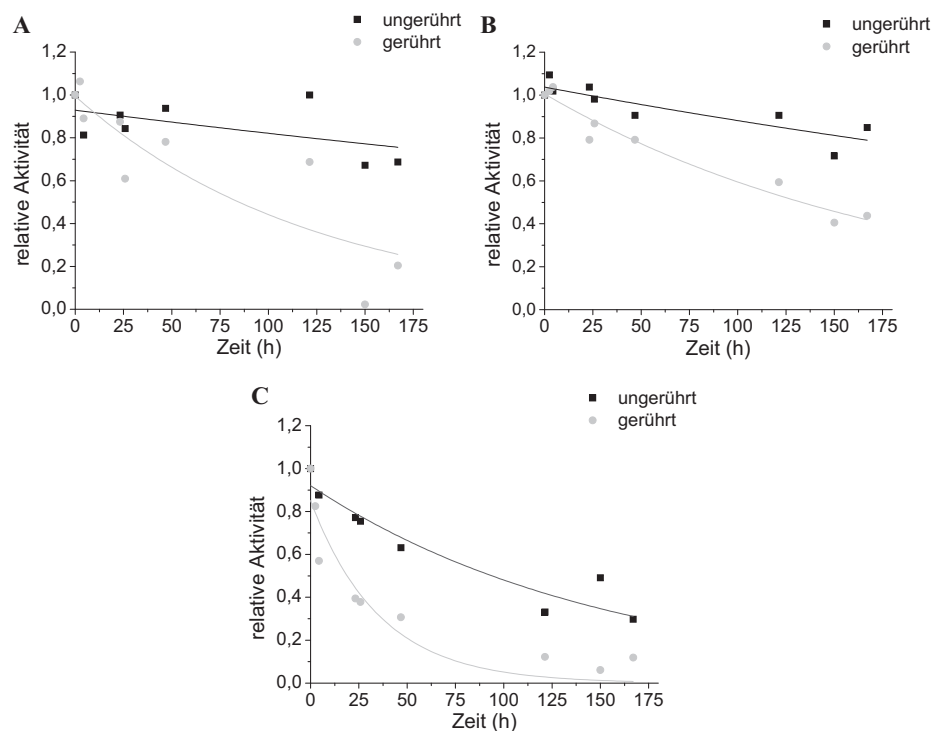 A
ungerührt
gerührt
1,2
1,0
0,8
0,6
0,4
0,2
0,0
relative Aktivität
0 25 50 75 100 125 150 175
Zeit (h)
B
ungerührt
gerührt
1,2
1,0
0,8
0,6
0,4
0,2
0,0
relative Aktivität
0 25 50 75 100 125 150 175
Zeit (h)
C
ungerührt
gerührt
1,2
1,0
0,8
0,6
0,4
0,2
0,0
relative Aktivität
0 25 50 75 100 125 150 175
Zeit (h)